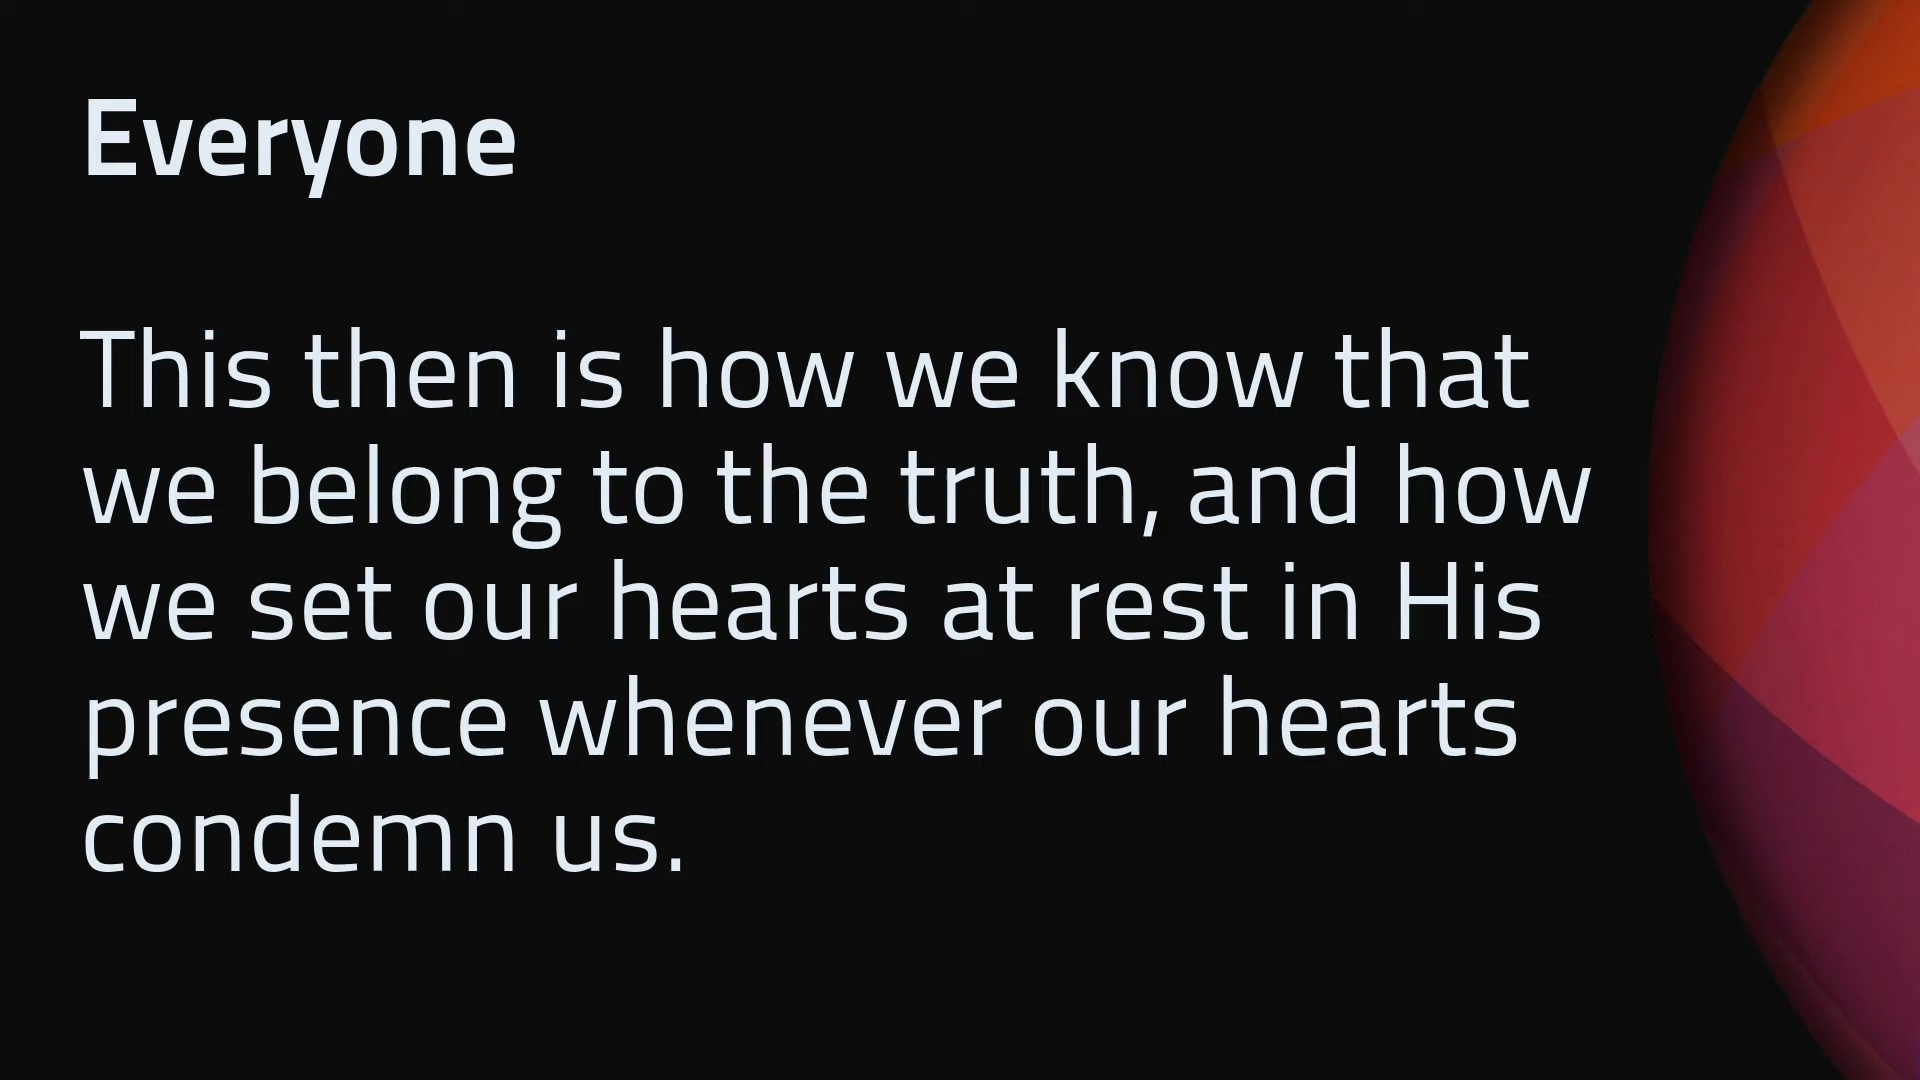 Everyone
This then is how we know that
we belong to the truth, and how
we set our hearts at rest in His
presence whenever our hearts
condemn us.